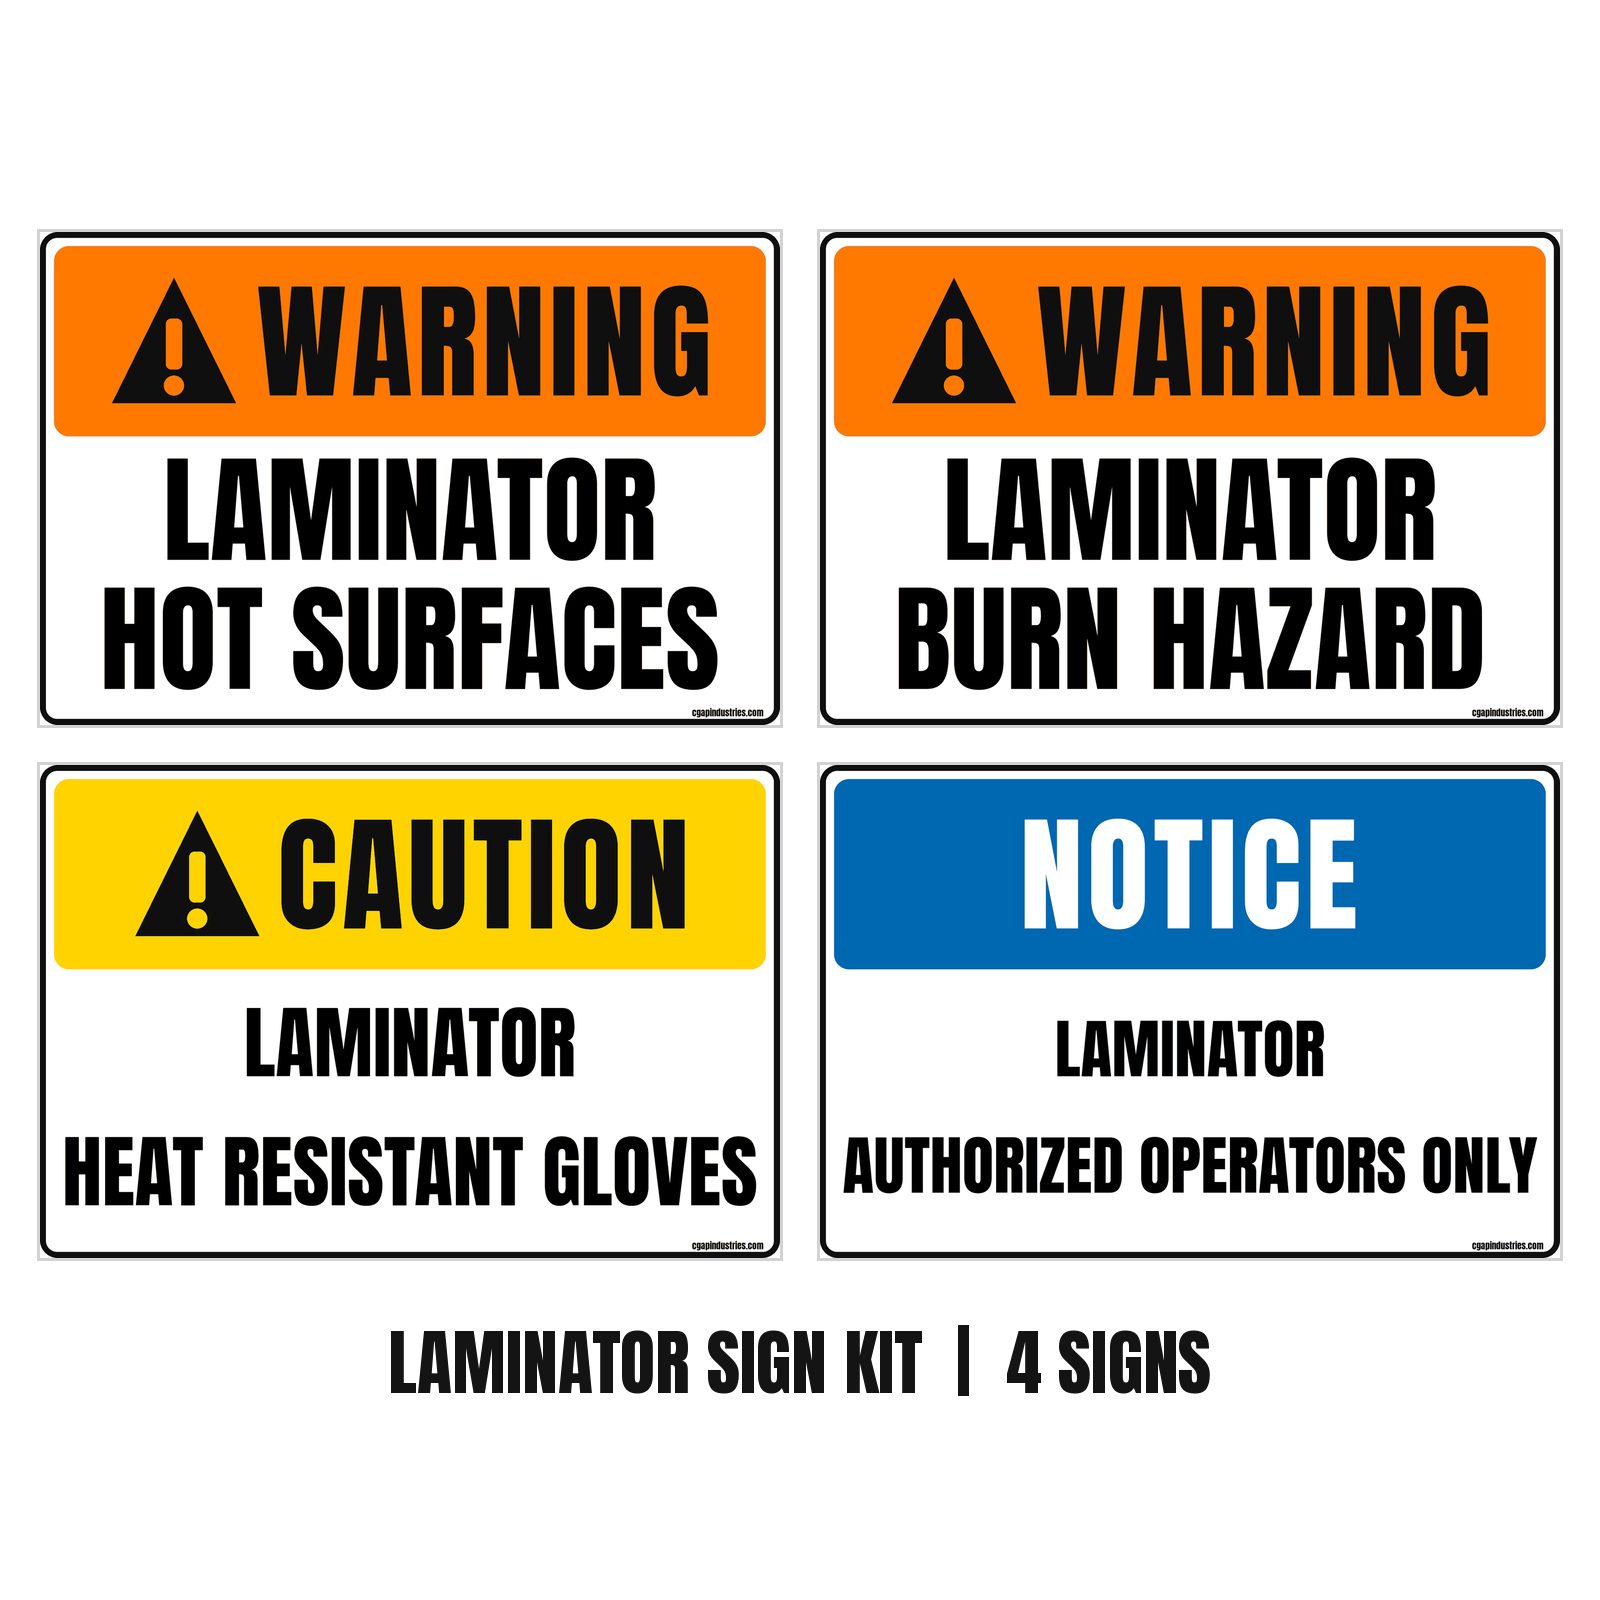 WARNING
LAMINATOR
HOT SURFACES
cgapindustries.com
WARNING
LAMINATOR
BURN HAZARD
cgapindustries.com
CAUTION
LAMINATOR
HEAT RESISTANT GLOVES
cgapindustries.com
NOTICE
LAMINATOR
AUTHORIZED OPERATORS ONLY
cgapindustries.com
LAMINATOR SIGN KIT | 4 SIGNS